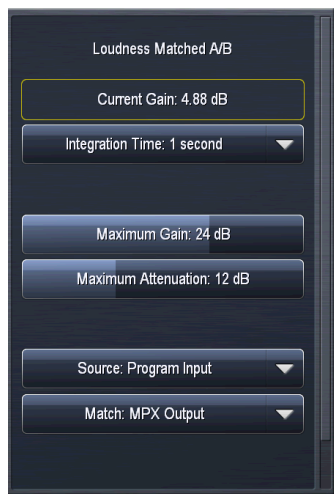 Loudness Matched A/B
Current Gain: 4.88 dB
Integration Time: 1 second
Maximum Gain: 24 dB
Maximum Attenuation: 12 dB
Source: Program Input
Match: MPX Output